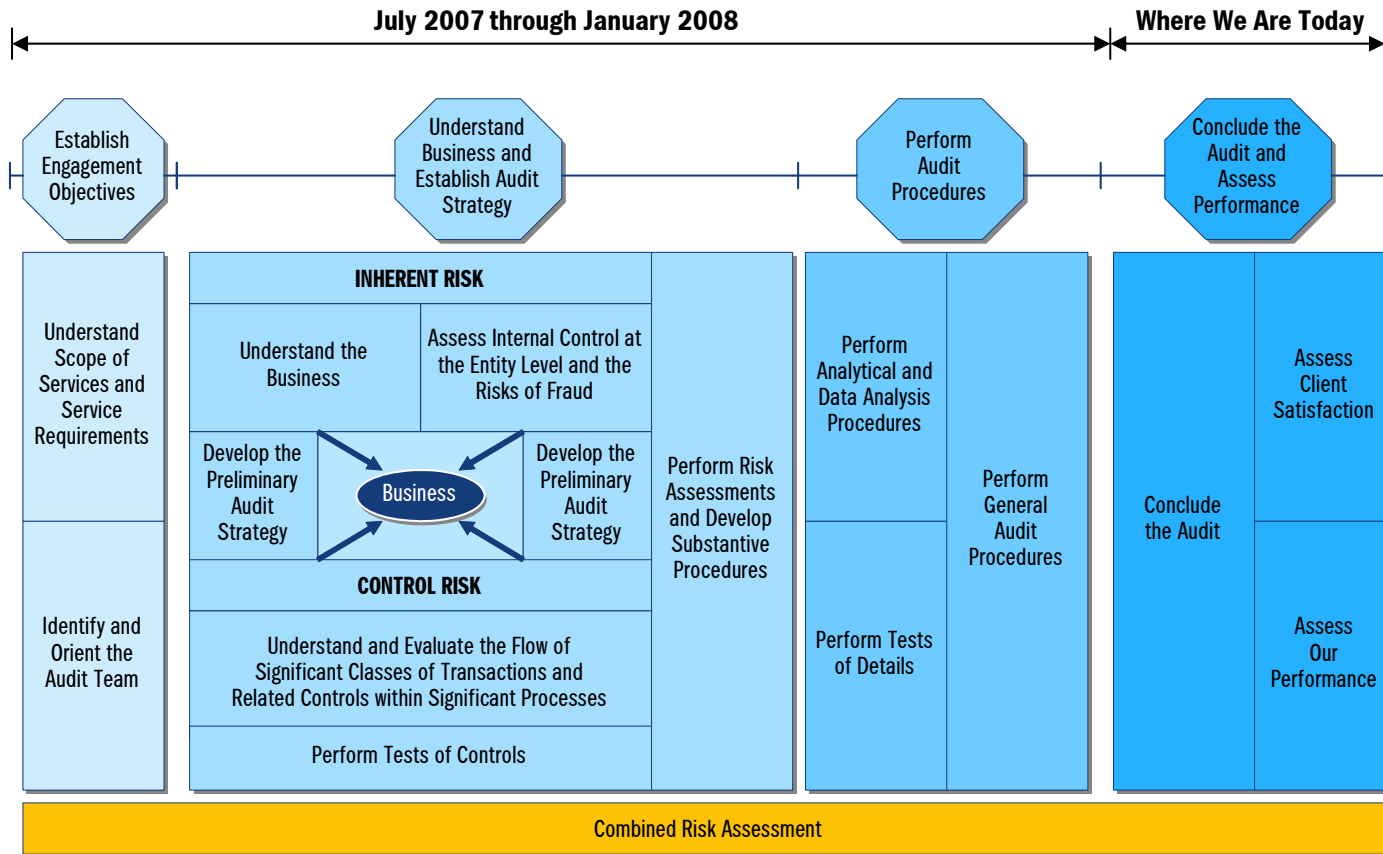 July 2007 through January 2008
Where We Are Today
Establish
Engagement
Objectives
Understand
Business and
Establish Audit
Strategy
Perform
Audit
Procedures
Conclude the
Audit and
Assess
Performance
Understand
Scope of
Services and
Service
Requirements
Identify and
Orient the
Audit Team
INHERENT RISK
Understand the
Business
Assess Internal Control at
the Entity Level and the
Risks of Fraud
Develop the
Preliminary
Audit
Strategy
Business
Develop the
Preliminary
Audit
Strategy
CONTROL RISK
Understand and Evaluate the Flow of
Significant Classes of Transactions and
Related Controls within Significant Processes
Perform Tests of Controls
Perform Risk
Assessments
and Develop
Substantive
Procedures
Perform
Analytical and
Data Analysis
Procedures
Perform Tests
of Details
Perform
General
Audit
Procedures
Conclude
the Audit
Assess
Client
Satisfaction
Assess
Our
Performance
Combined Risk Assessment